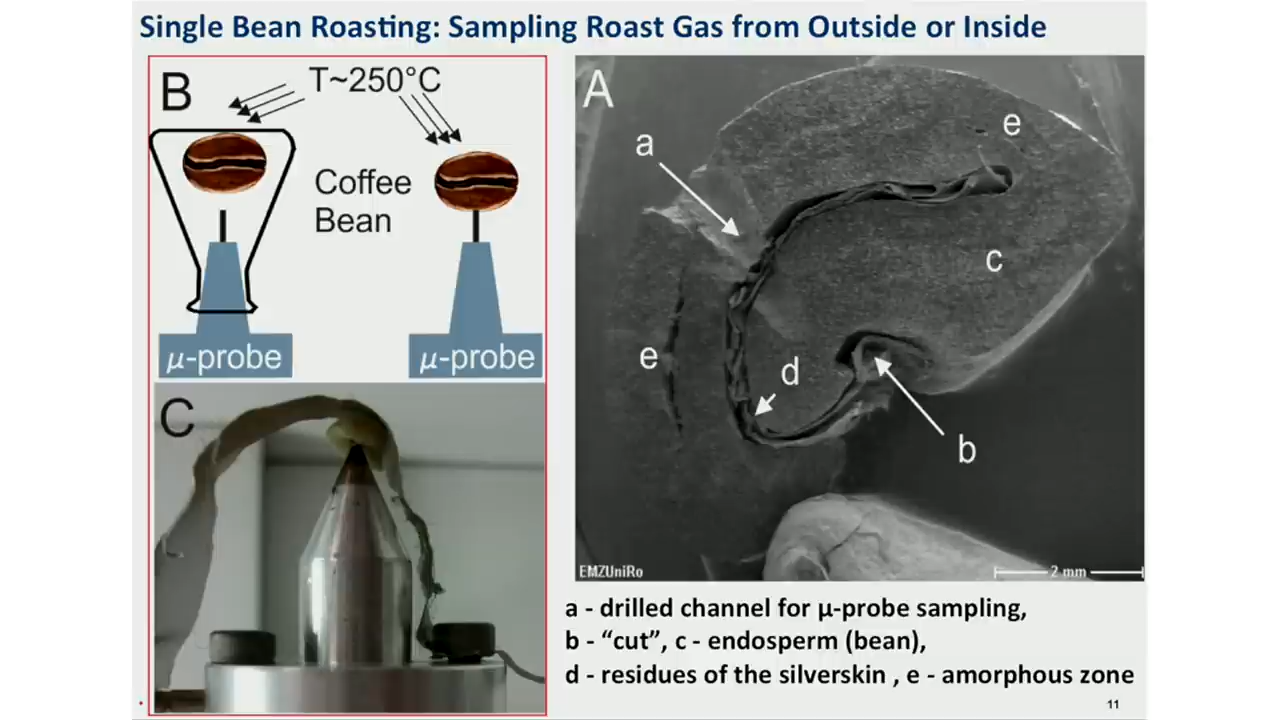 Single Bean Roasting: Sampling Roast Gas from Outside or Inside
B
T~250°C
Coffee
Bean
μ-probe
μ-probe
C
A
a
e
c
e
d
b
EMZUniRo
2 mm
a - drilled channel for μ-probe sampling,
b - “cut”, c - endosperm (bean),
d - residues of the silverskin , e - amorphous zone
11